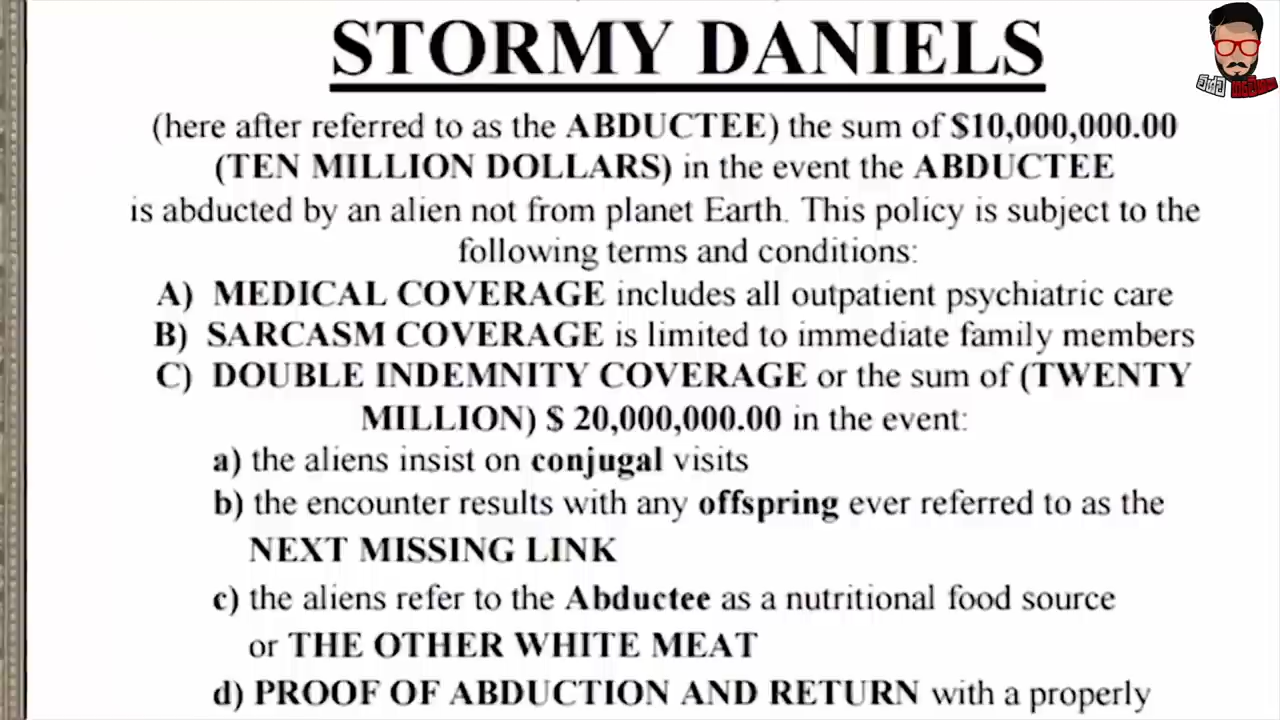 STORMY DANIELS
(here after referred to as the ABDUCTEE) the sum of $10,000,000.00
(TEN MILLION DOLLARS) in the event the ABDUCTEE
is abducted by an alien not from planet Earth. This policy is subject to the
following terms and conditions:
A) MEDICAL COVERAGE includes all outpatient psychiatric care
B) SARCASM COVERAGE is limited to immediate family members
C) DOUBLE INDEMNITY COVERAGE or the sum of (TWENTY
MILLION) $ 20,000,000.00 in the event:
a) the aliens insist on conjugal visits
b) the encounter results with any offspring ever referred to as the
NEXT MISSING LINK
c) the aliens refer to the Abductee as a nutritional food source
or THE OTHER WHITE MEAT
d) PROOF OF ABDUCTION AND RETURN with a properly